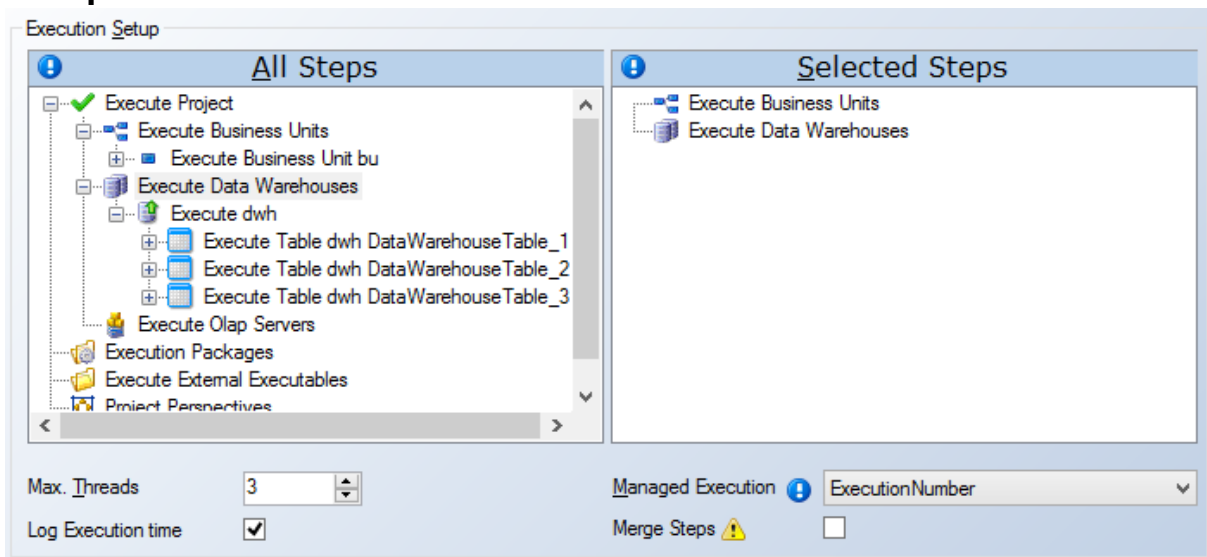 Execution Setup
All Steps
Execute Project
Execute Business Units
Execute Business Unit bu
Execute Data Warehouses
Execute dwh
Execute Table dwh DataWarehouseTable_1
Execute Table dwh DataWarehouseTable_2
Execute Table dwh DataWarehouseTable_3
Execute Olap Servers
Execution Packages
Execute External Executables
Project Perspectives
Selected Steps
Execute Business Units
Execute Data Warehouses
Max. Threads 3
Managed Execution ExecutionNumber
Log Execution time
Merge Steps